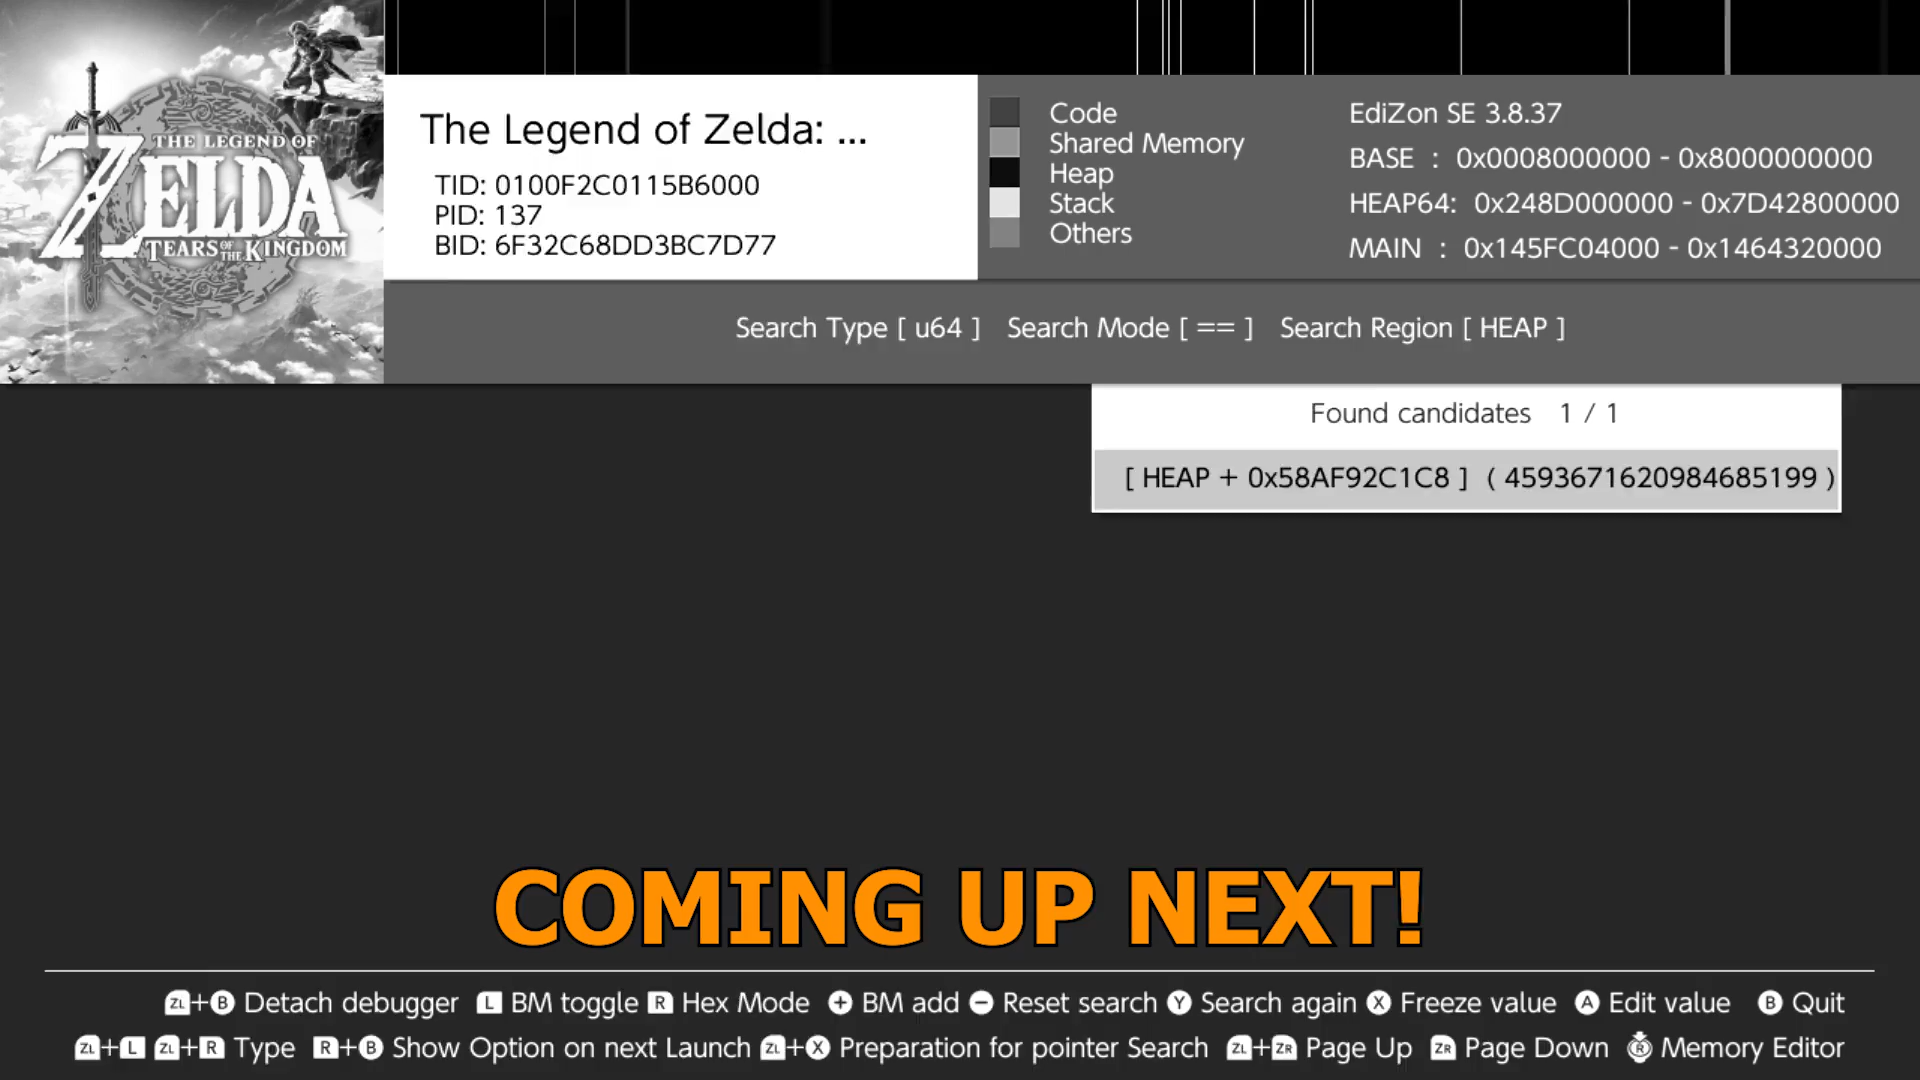 THE LEGEND OF
ZELDA
TEARS OF THE KINGDOM
The Legend of Zelda: ...
TID: 0100F2C0115B6000
PID: 137
BID: 6F32C68DD3BC7D77
Code
Shared Memory
Heap
Stack
Others
EdiZon SE 3.8.37
BASE : 0x0008000000 - 0x8000000000
HEAP64: 0x248D000000 - 0x7D42800000
MAIN : 0x145FC04000 - 0x1464320000
Search Type [ u64 ] Search Mode [ == ] Search Region [ HEAP ]
Found candidates 1 / 1
[ HEAP + 0x58AF92C1C8 ] ( 4593671620984685199 )
COMING UP NEXT!
ZL+B Detach debugger L BM toggle R Hex Mode + BM add - Reset search Y Search again X Freeze value A Edit value B Quit
ZL+L ZL+R Type R+B Show Option on next Launch ZL+X Preparation for pointer Search ZL+ZR Page Up ZR Page Down R Memory Editor